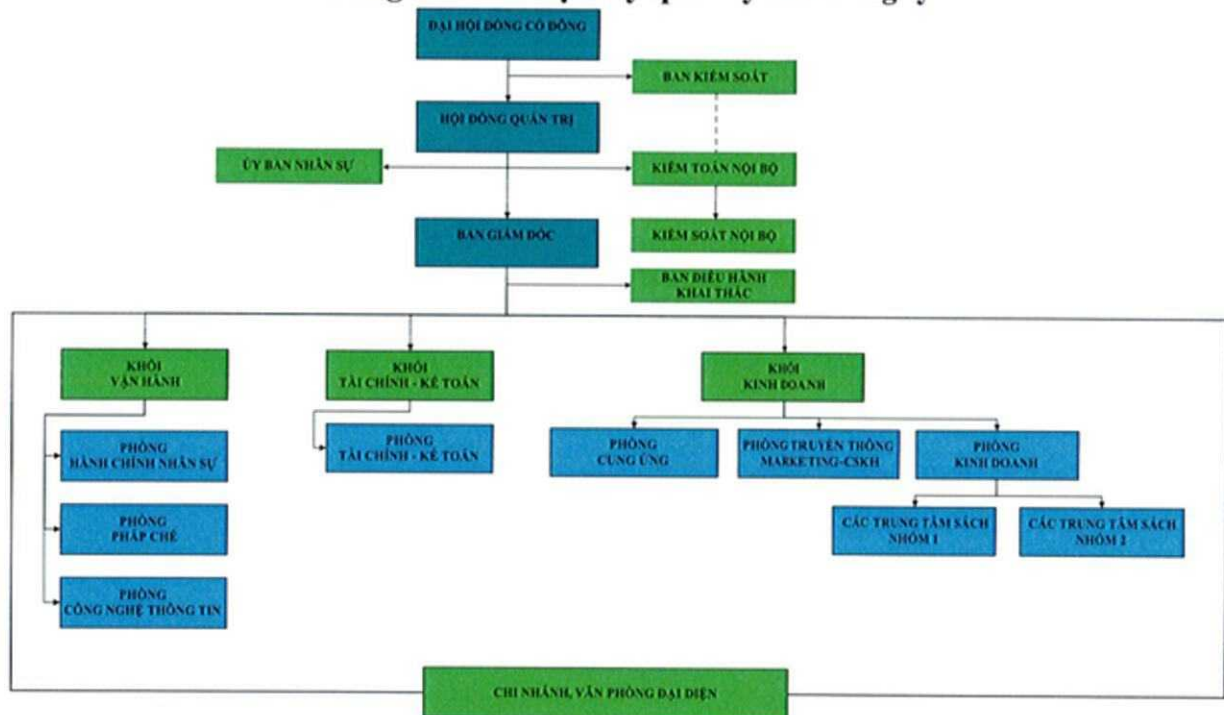 ĐẠI HỘI ĐỒNG CỔ ĐÔNG
BAN KIỂM SOÁT
HỘI ĐỒNG QUẢN TRỊ
ỦY BAN NHÂN SỰ
KIỂM TOÁN NỘI BỘ
BAN GIÁM ĐỐC
KIỂM SOÁT NỘI BỘ
BAN ĐIỀU HÀNH
KHAI THÁC
KHỐI
VẬN HÀNH
KHỐI
TÀI CHÍNH - KẾ TOÁN
KHỐI
KINH DOANH
PHÒNG
HÀNH CHÍNH NHÂN SỰ
PHÒNG
TÀI CHÍNH - KẾ TOÁN
PHÒNG
CUNG ỨNG
PHÒNG TRUYỀN THÔNG
MARKETING-CSKH
PHÒNG
KINH DOANH
PHÒNG
PHÁP CHẾ
CÁC TRUNG TÂM SÁCH
NHÓM 1
CÁC TRUNG TÂM SÁCH
NHÓM 2
PHÒNG
CÔNG NGHỆ THÔNG TIN
CHI NHÁNH, VĂN PHÒNG ĐẠI DIỆN